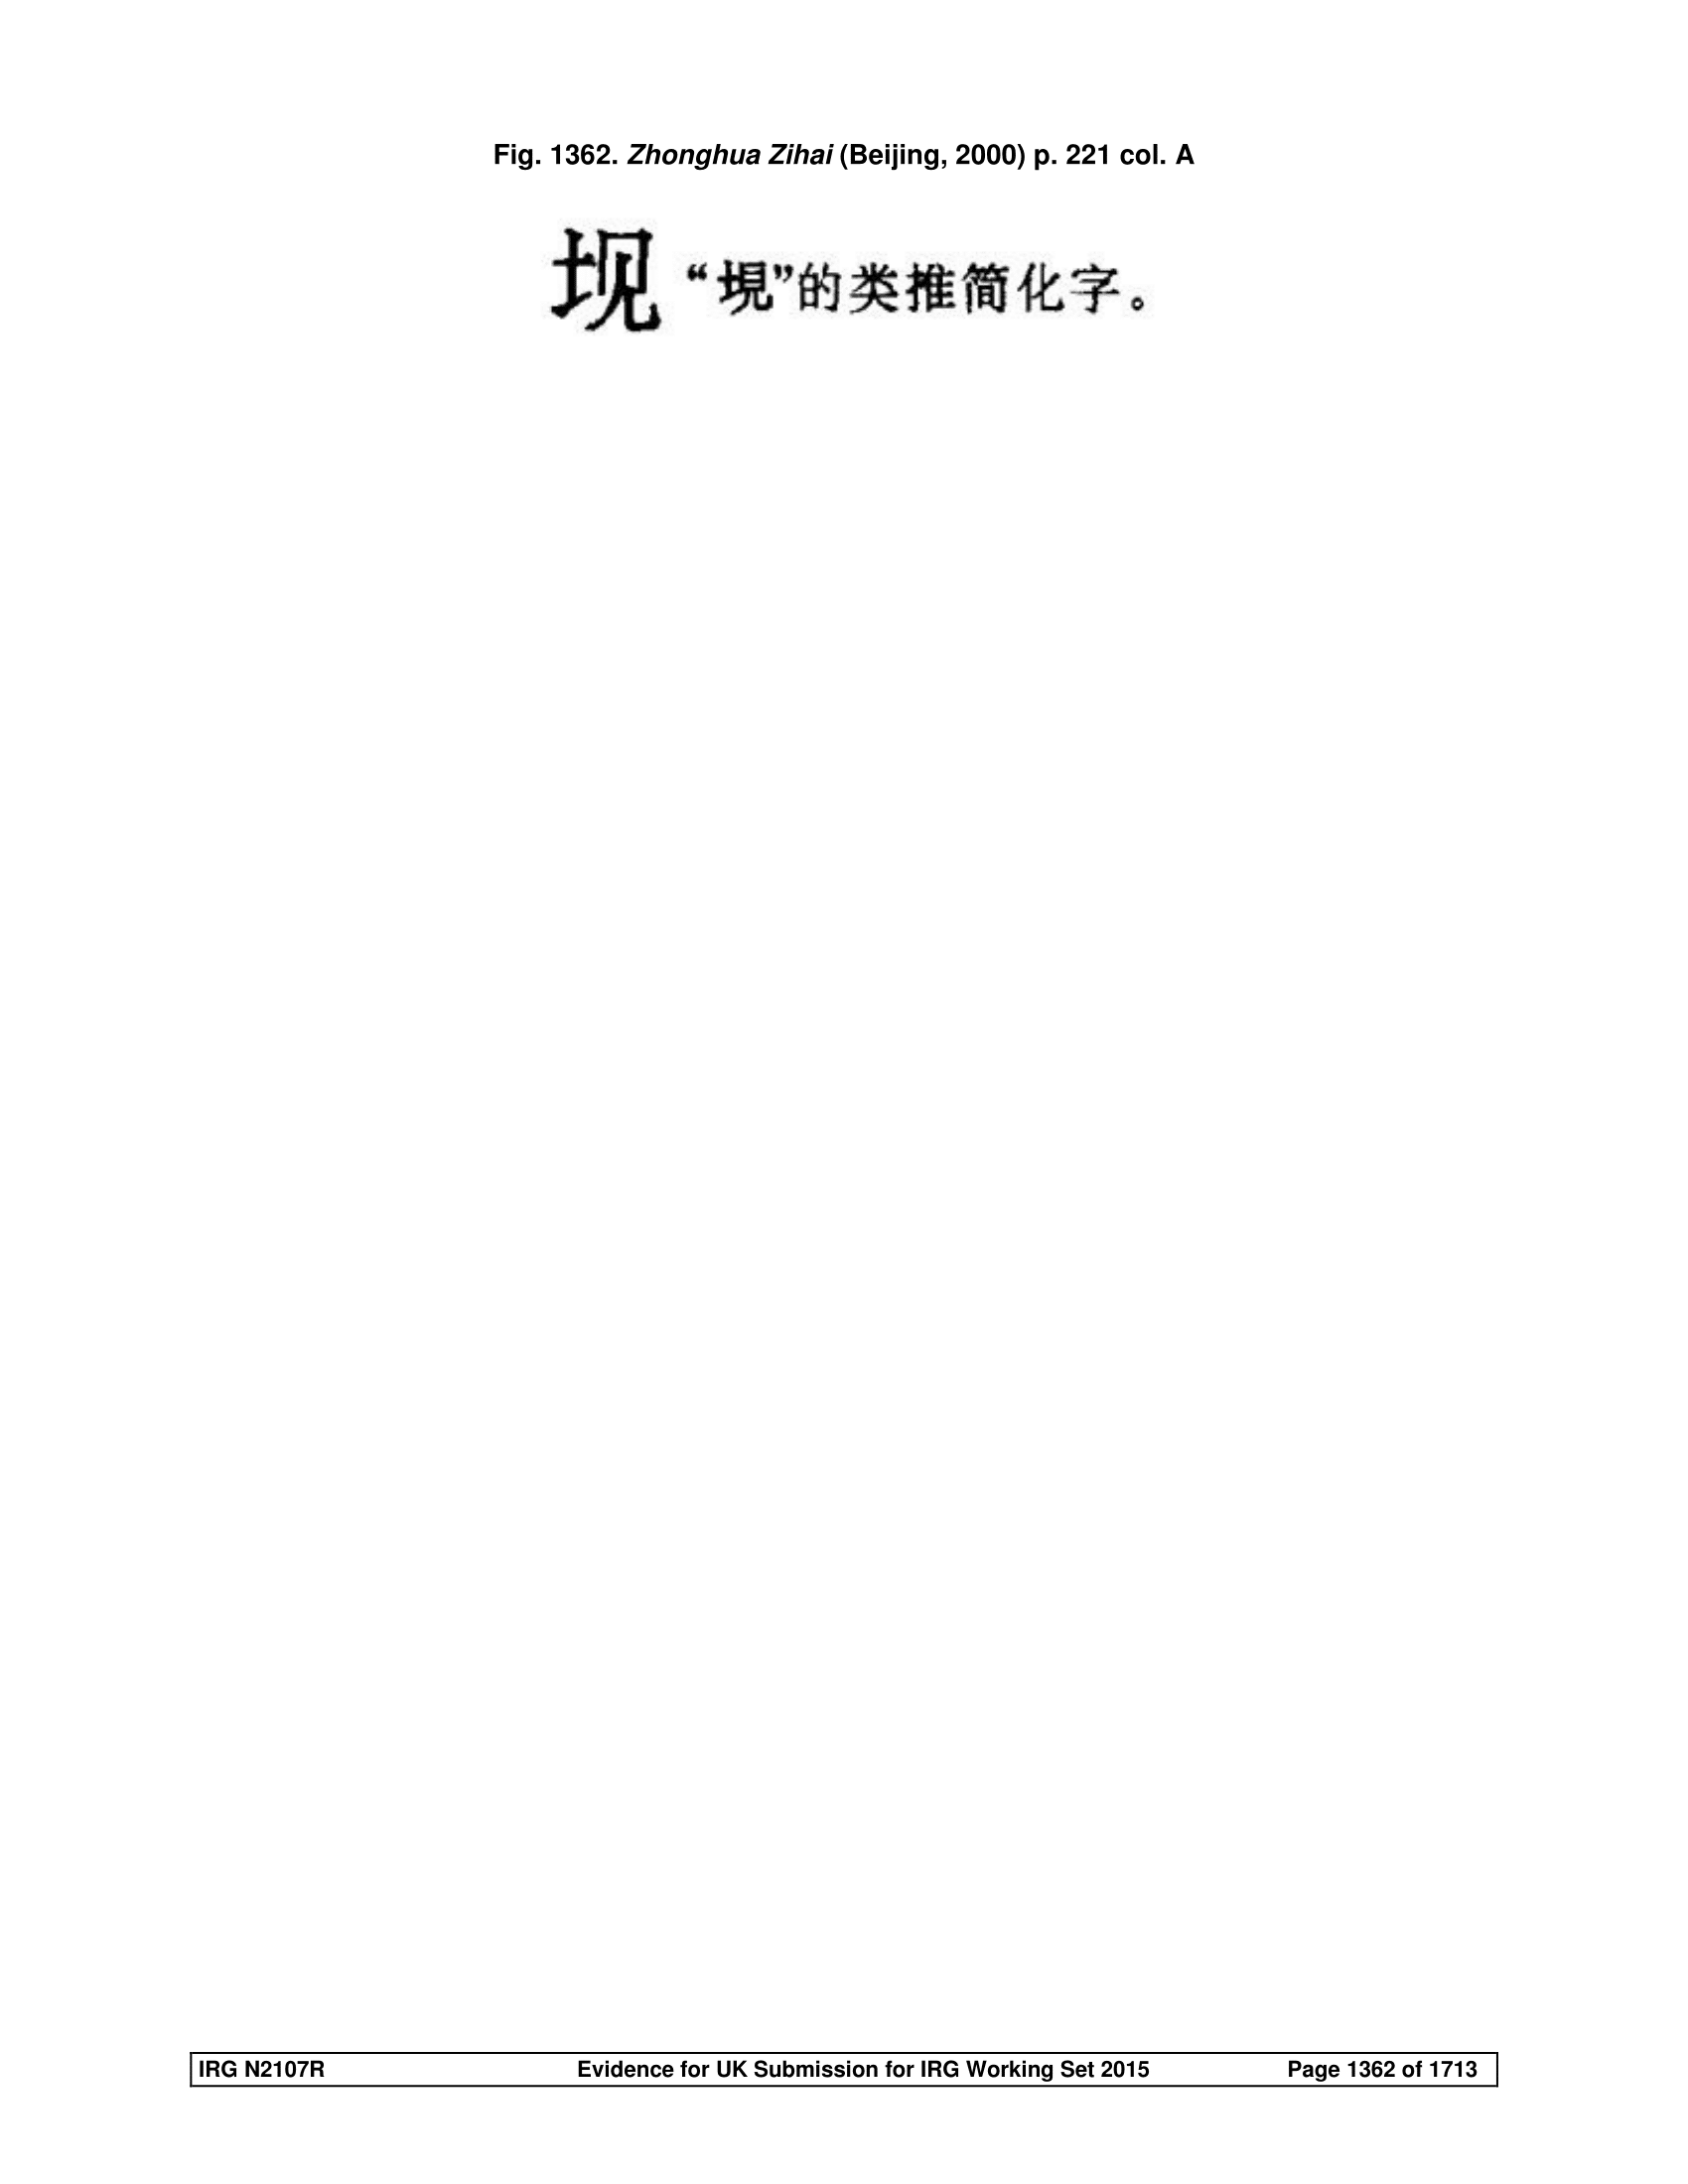 Fig. 1362. Zhonghua Zihai (Beijing, 2000) p. 221 col. A
𡋾 “垷”的类推简化字。
IRG N2107R Evidence for UK Submission for IRG Working Set 2015 Page 1362 of 1713